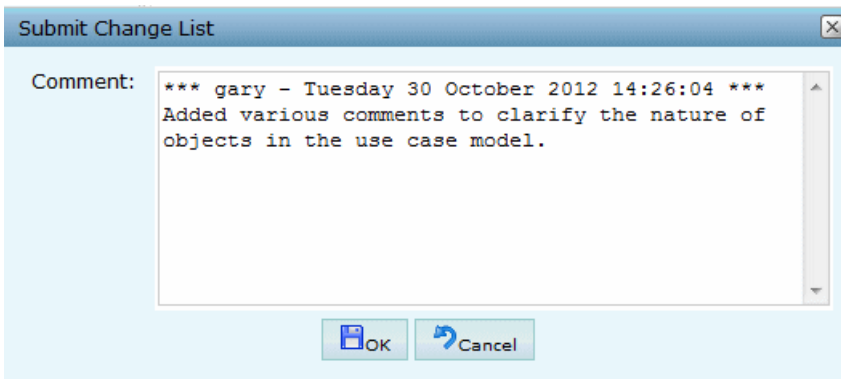 Submit Change List
Comment:
*** gary - Tuesday 30 October 2012 14:26:04 ***
Added various comments to clarify the nature of
objects in the use case model.
OK
Cancel